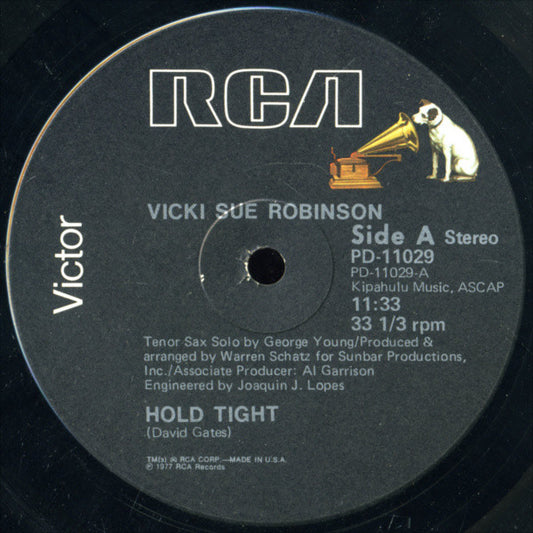 RCA
Victor
VICKI SUE ROBINSON
Side A Stereo
PD-11029
PD-11029-A
Kipahulu Music, ASCAP
11:33
33 1/3 rpm
Tenor Sax Solo by George Young/Produced &
arranged by Warren Schatz for Sunbar Productions,
Inc./Associate Producer: Al Garrison
Engineered by Joaquin J. Lopes
HOLD TIGHT
(David Gates)
TM(s) ® RCA CORP.—MADE IN U.S.A.
℗ 1977 RCA Records